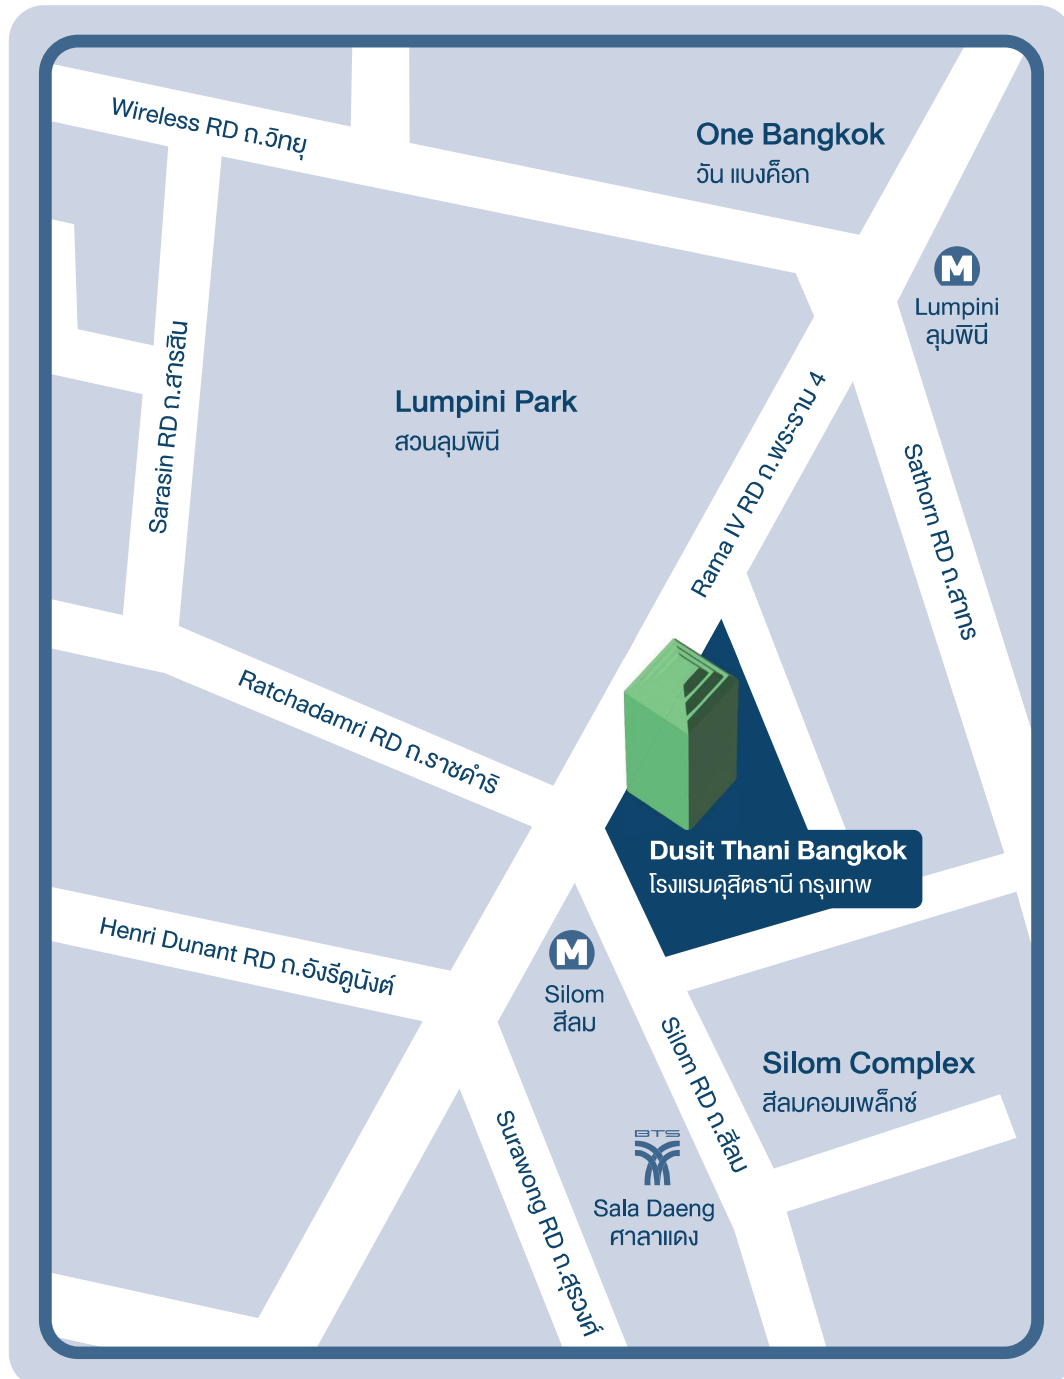 Wireless RD ถ.วิทยุ
One Bangkok
วัน แบงค็อก
M
Lumpini
ลุมพินี
Sarasin RD ถ.สารสิน
Lumpini Park
สวนลุมพินี
Rama IV RD ถ.พระราม 4
Sathorn RD ถ.สาทร
Ratchadamri RD ถ.ราชดำริ
Dusit Thani Bangkok
โรงแรมดุสิตธานี กรุงเทพ
Henri Dunant RD ถ.อังรีดูนังต์
M
Silom
สีลม
Silom RD ถ.สีลม
Silom Complex
สีลมคอมเพล็กซ์
Surawong RD ถ.สุรวงศ์
BTS
Sala Daeng
ศาลาแดง